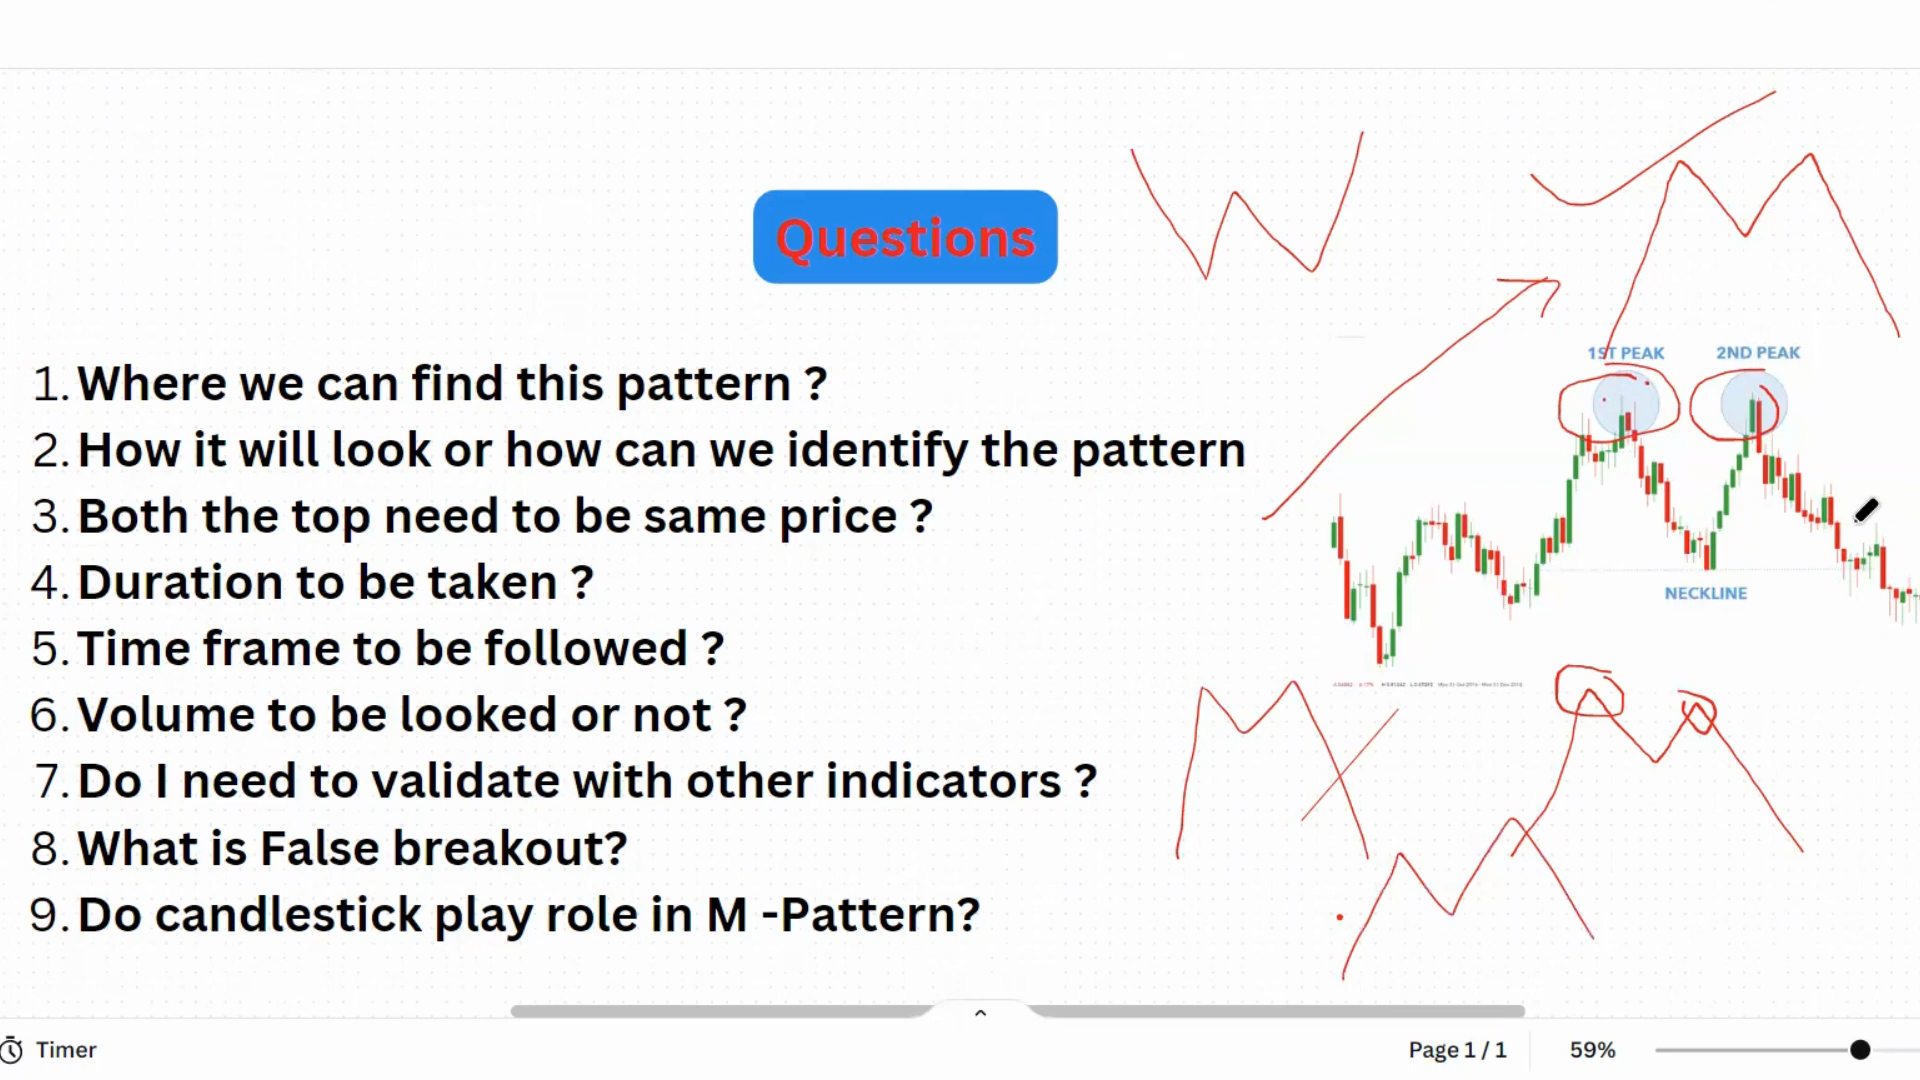 Questions
1. Where we can find this pattern ?
2. How it will look or how can we identify the pattern
3. Both the top need to be same price ?
4. Duration to be taken ?
5. Time frame to be followed ?
6. Volume to be looked or not ?
7. Do I need to validate with other indicators ?
8. What is False breakout?
9. Do candlestick play role in M -Pattern?
1ST PEAK
2ND PEAK
NECKLINE
Timer
Page 1 / 1
59%